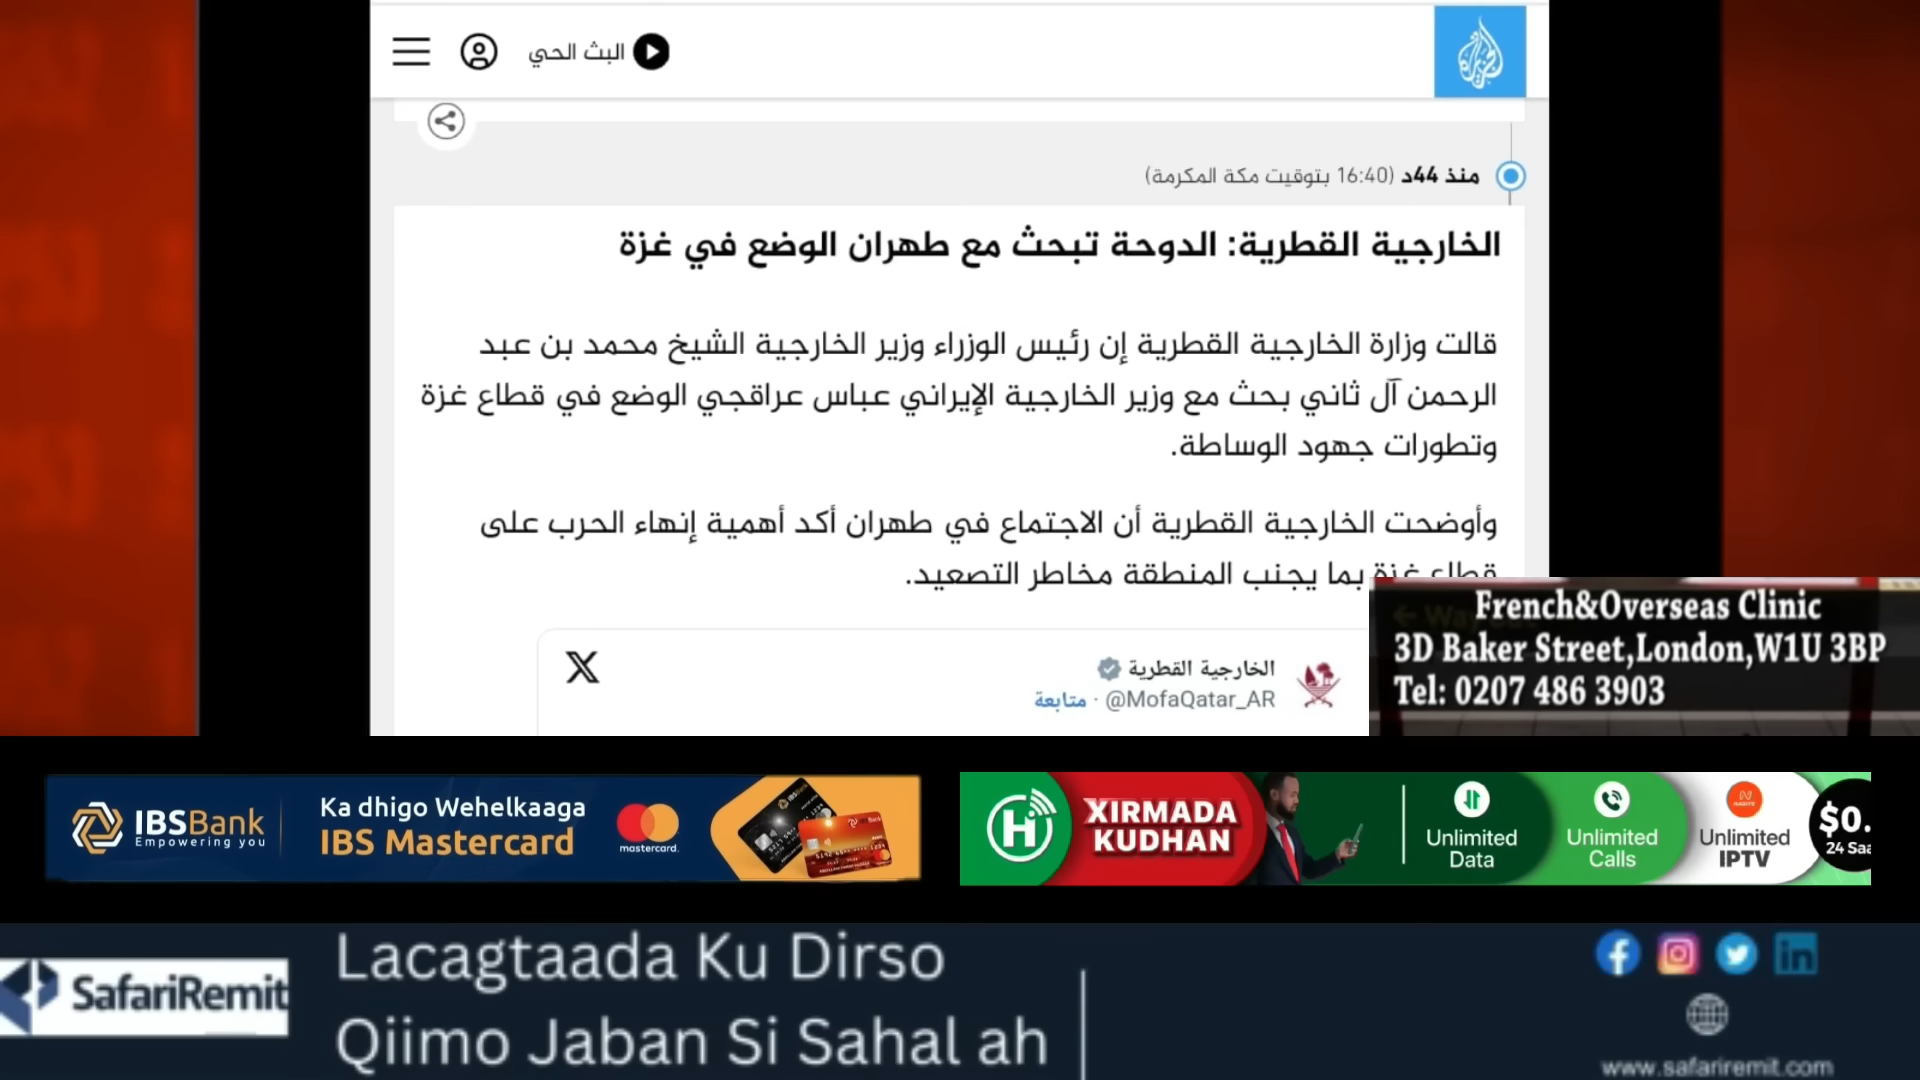 البث الحي
منذ 44د (16:40 بتوقيت مكة المكرمة)
الخارجية القطرية: الدوحة تبحث مع طهران الوضع في غزة
قالت وزارة الخارجية القطرية إن رئيس الوزراء وزير الخارجية الشيخ محمد بن عبد
الرحمن آل ثاني بحث مع وزير الخارجية الإيراني عباس عراقجي الوضع في قطاع غزة
وتطورات جهود الوساطة.
وأوضحت الخارجية القطرية أن الاجتماع في طهران أكد أهمية إنهاء الحرب على
قطاع غزة بما يجنب المنطقة مخاطر التصعيد.
الخارجية القطرية
@MofaQatar_AR · متابعة
French&Overseas Clinic
3D Baker Street,London,W1U 3BP
Tel: 0207 486 3903
IBSBank
Empowering you
Ka dhigo Wehelkaaga
IBS Mastercard
mastercard.
XIRMADA
KUDHAN
Unlimited
Data
Unlimited
Calls
Unlimited
IPTV
$0.
24 Saa
SafariRemit
Lacagtaada Ku Dirso
Qiimo Jaban Si Sahal ah
www.safariremit.com